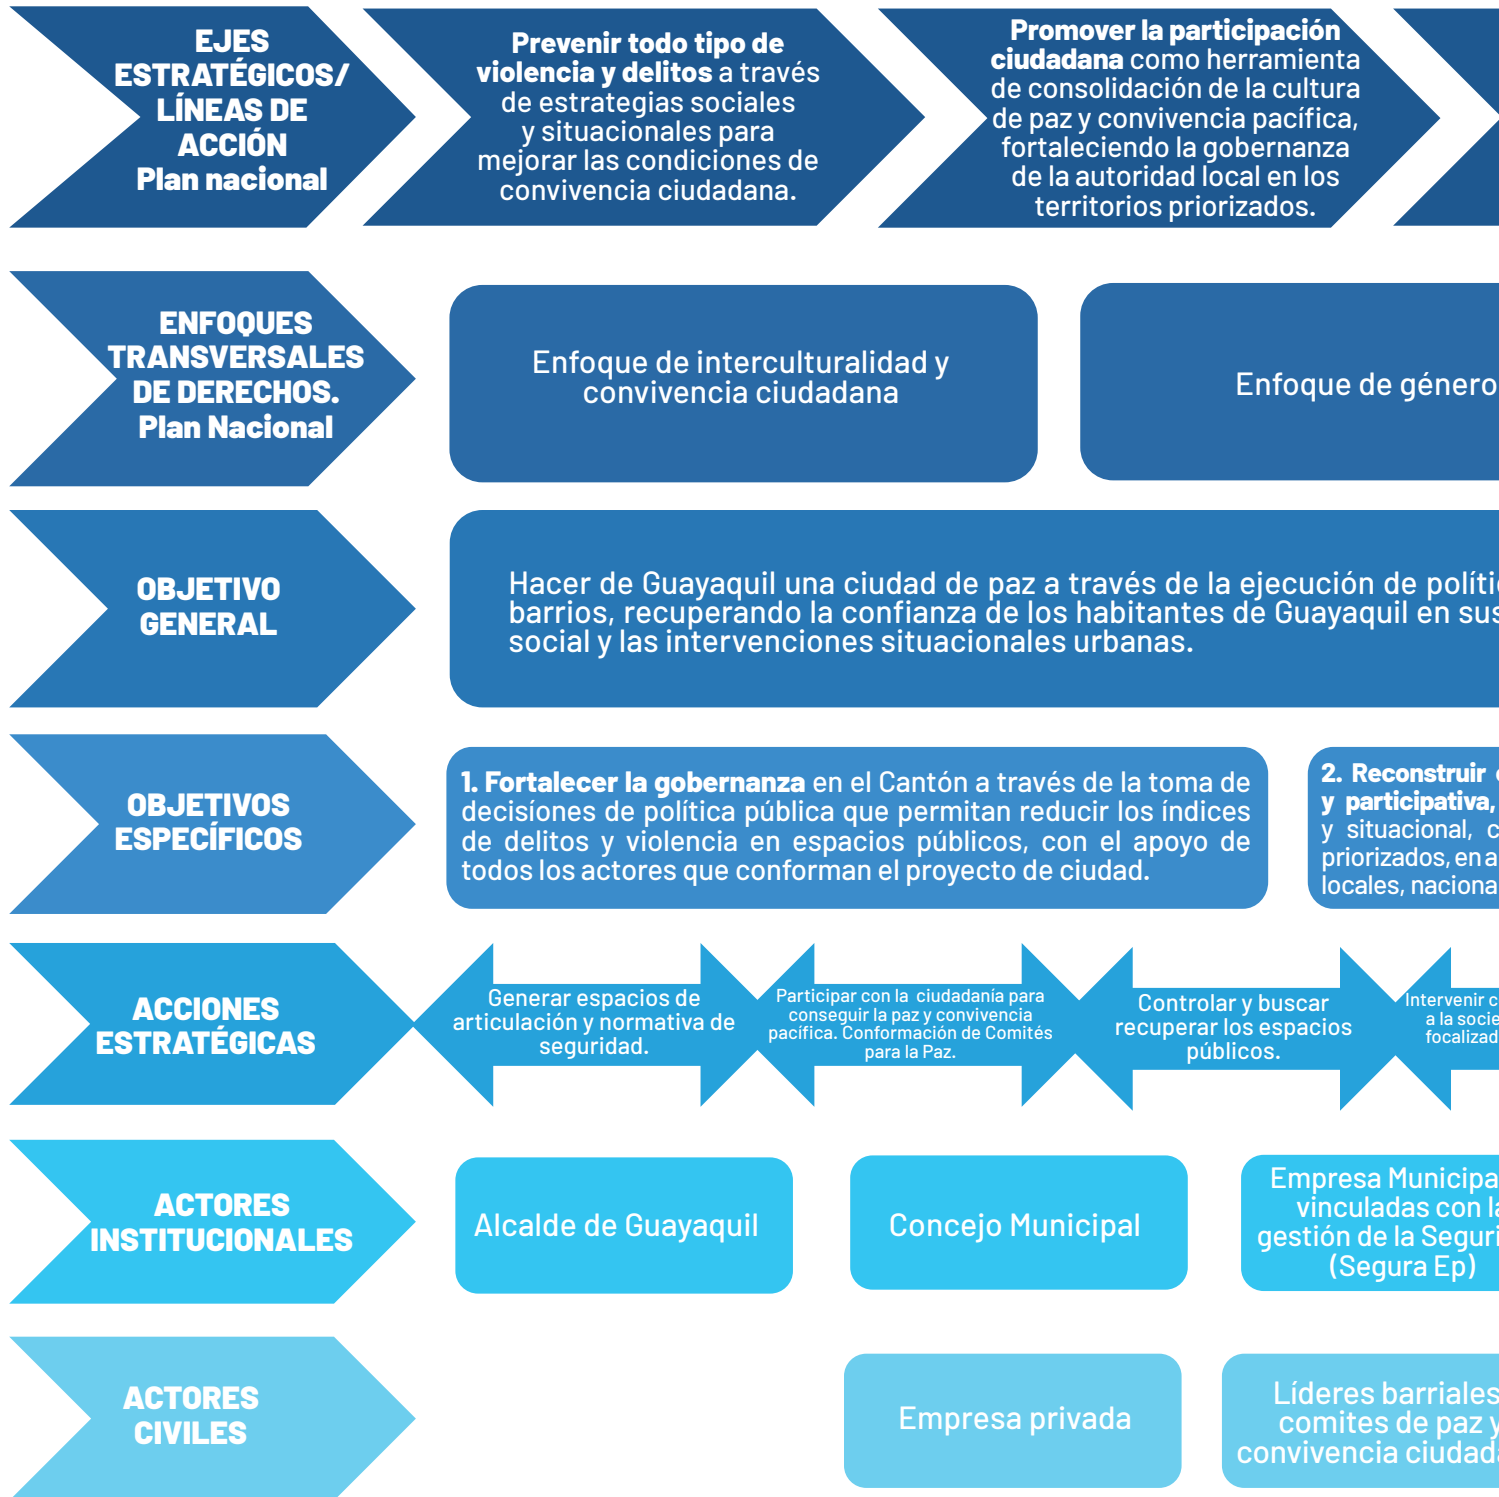 EJES
ESTRATÉGICOS/
LÍNEAS DE
ACCIÓN
Plan nacional
Prevenir todo tipo de
violencia y delitos a través
de estrategias sociales
y situacionales para
mejorar las condiciones de
convivencia ciudadana.
Promover la participación
ciudadana como herramienta
de consolidación de la cultura
de paz y convivencia pacífica,
fortaleciendo la gobernanza
de la autoridad local en los
territorios priorizados.
ENFOQUES
TRANSVERSALES
DE DERECHOS.
Plan Nacional
Enfoque de interculturalidad y
convivencia ciudadana
Enfoque de género
OBJETIVO
GENERAL
Hacer de Guayaquil una ciudad de paz a través de la ejecución de
barrios, recuperando la confianza de los habitantes de Guayaquil en sus
social y las intervenciones situacionales urbanas.
OBJETIVOS
ESPECÍFICOS
1. Fortalecer la gobernanza en el Cantón a través de la toma de
decisíones de política pública que permitan reducir los índices
de delitos y violencia en espacios públicos, con el apoyo de
todos los actores que conforman el proyecto de ciudad.
2. Reconstruir
y participativa,
y situacional,
priorizados, en
locales,
ACCIONES
ESTRATÉGICAS
Generar espacios de
articulación y normativa de
seguridad.
Participar con la ciudadanía para
conseguir la paz y convivencia
pacífica. Conformación de Comités
para la Paz.
Controlar y buscar
recuperar los espacios
públicos.
Intervenir
a la
ACTORES
INSTITUCIONALES
Alcalde de Guayaquil
Concejo Municipal
Empresa
vinculadas con
gestión de la
(Segura Ep)
ACTORES
CIVILES
Empresa privada
Líderes barriales
comites de paz y
convivencia